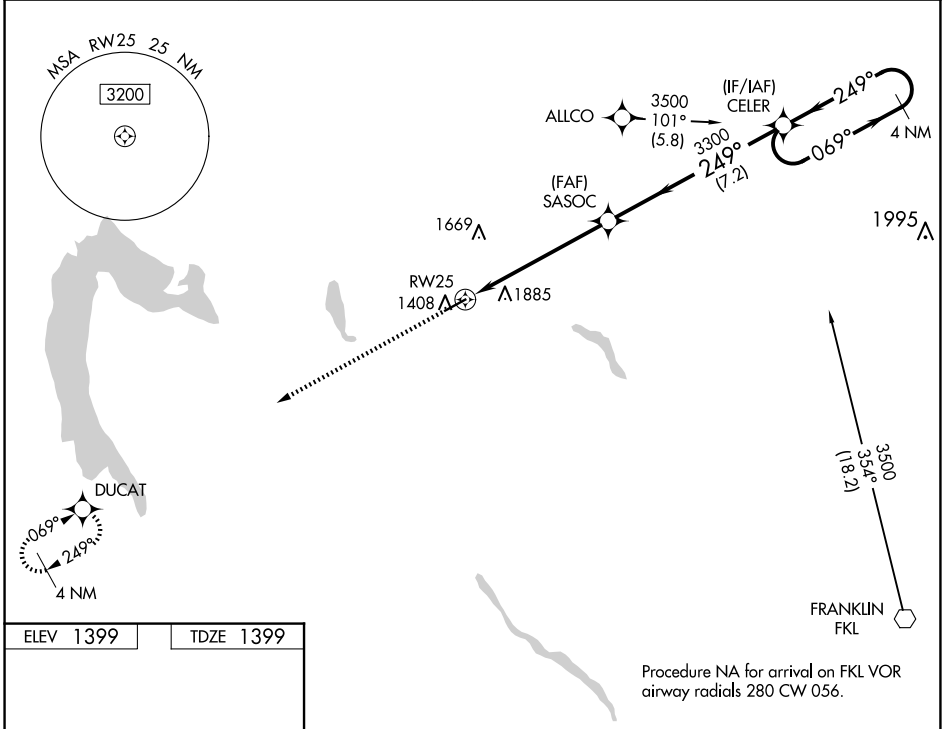 MSA RW25 25 NM
3200
(IF/IAF)
CELER
249°
069°
4 NM
ALLCO
3500
101°
(5.8)
3300
249°
(7.2)
(FAF)
SASOC
1669
1995
RW25
1408
1885
3500
354°
(18.2)
DUCAT
069°
249°
4 NM
FRANKLIN
FKL
ELEV 1399
TDZE 1399
Procedure NA for arrival on FKL VOR
airway radials 280 CW 056.